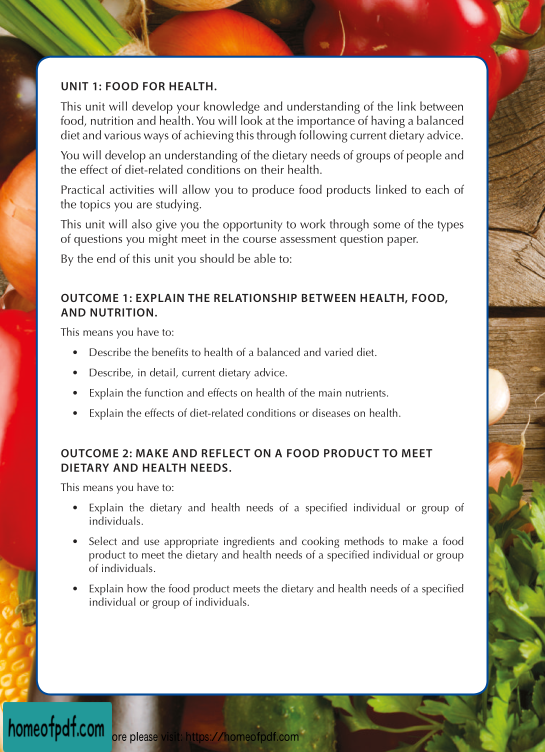 UNIT 1: FOOD FOR HEALTH.
This unit will develop your knowledge and understanding of the link between
food, nutrition and health. You will look at the importance of having a balanced
diet and various ways of achieving this through following current dietary advice.
You will develop an understanding of the dietary needs of groups of people and
the effect of diet-related conditions on their health.
Practical activities will allow you to produce food products linked to each of
the topics you are studying.
This unit will also give you the opportunity to work through some of the types
of questions you might meet in the course assessment question paper.
By the end of this unit you should be able to:
OUTCOME 1: EXPLAIN THE RELATIONSHIP BETWEEN HEALTH, FOOD,
AND NUTRITION.
This means you have to:
• Describe the benefits to health of a balanced and varied diet.
• Describe, in detail, current dietary advice.
• Explain the function and effects on health of the main nutrients.
• Explain the effects of diet-related conditions or diseases on health.
OUTCOME 2: MAKE AND REFLECT ON A FOOD PRODUCT TO MEET
DIETARY AND HEALTH NEEDS.
This means you have to:
• Explain the dietary and health needs of a specified individual or group of
individuals.
• Select and use appropriate ingredients and cooking methods to make a food
product to meet the dietary and health needs of a specified individual or group
of individuals.
• Explain how the food product meets the dietary and health needs of a specified
individual or group of individuals.
homeofpdf.com ore please visit: https://homeofpdf.com